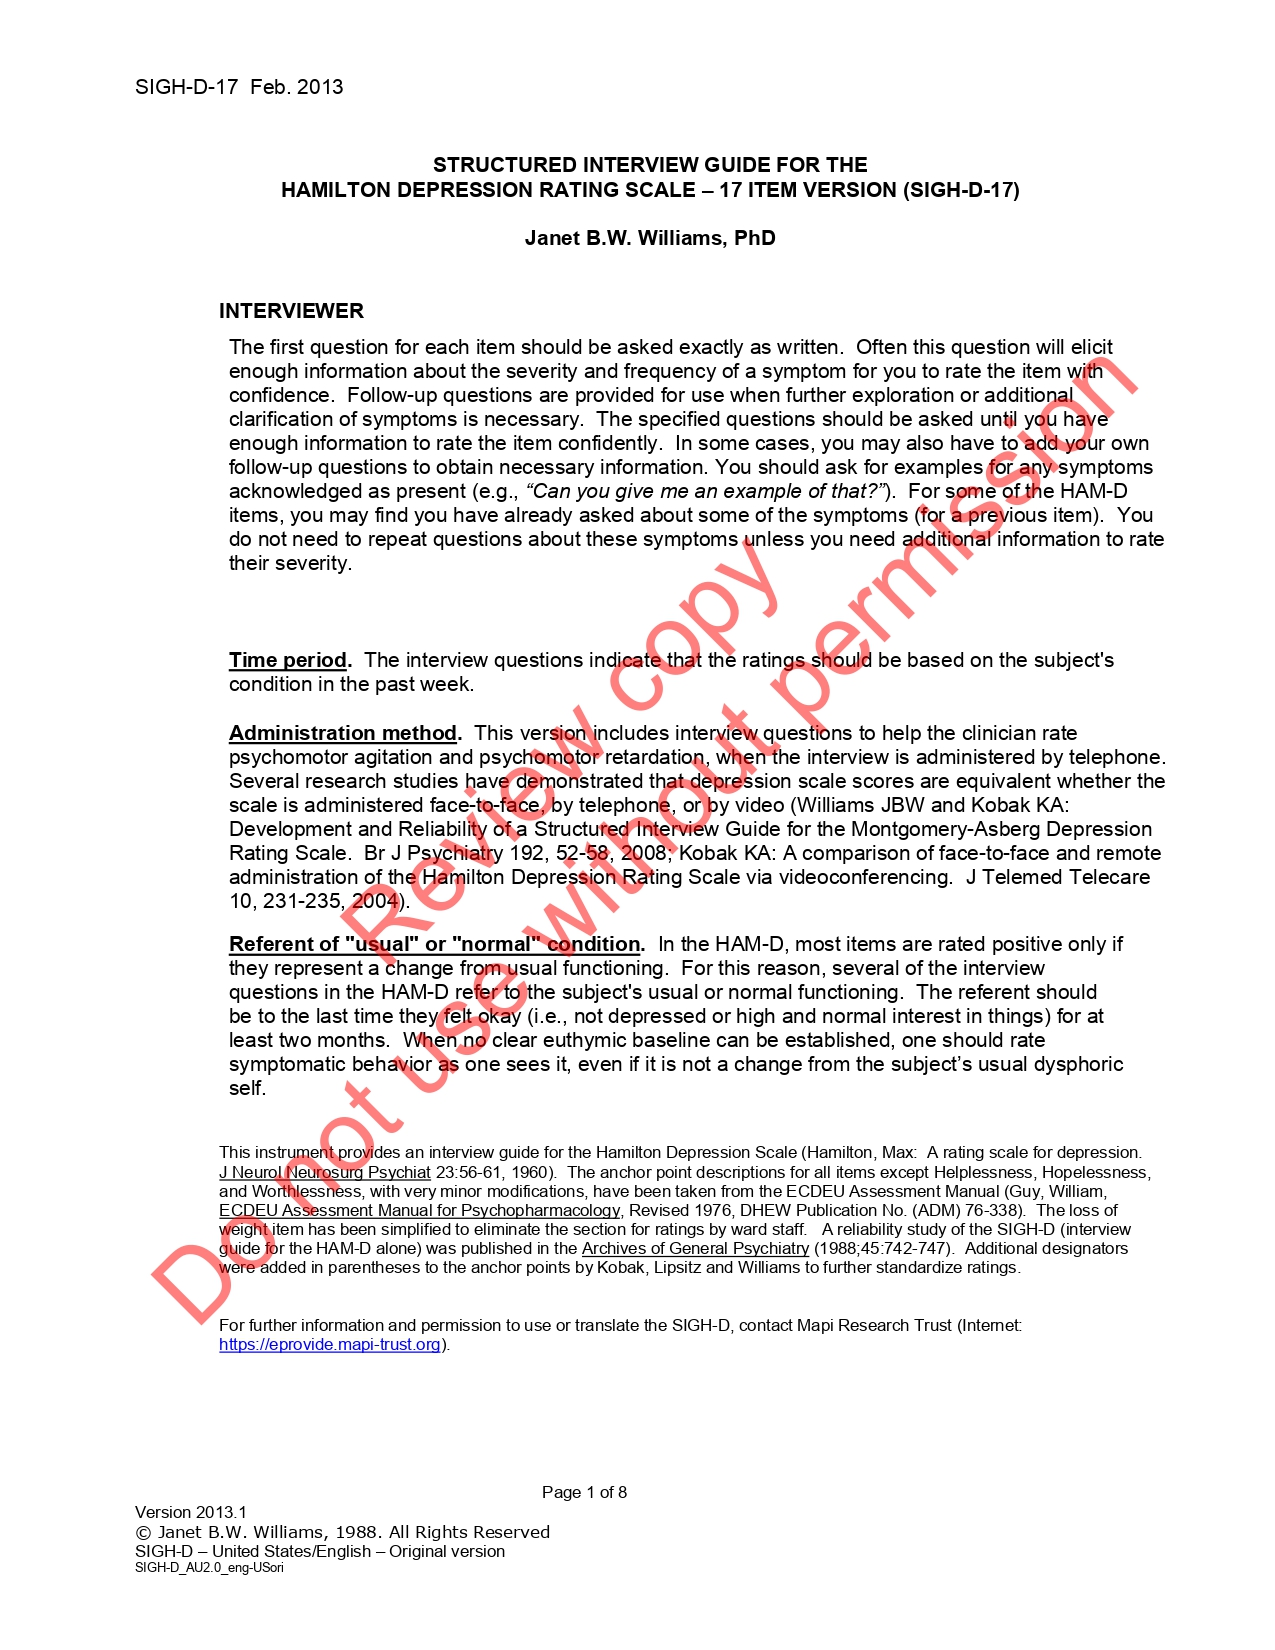 SIGH-D-17  Feb. 2013
STRUCTURED INTERVIEW GUIDE FOR THE
HAMILTON DEPRESSION RATING SCALE – 17 ITEM VERSION (SIGH-D-17)
Janet B.W. Williams, PhD
INTERVIEWER
The first question for each item should be asked exactly as written.  Often this question will elicit
enough information about the severity and frequency of a symptom for you to rate the item with
confidence.  Follow-up questions are provided for use when further exploration or additional
clarification of symptoms is necessary.  The specified questions should be asked until you have
enough information to rate the item confidently.  In some cases, you may also have to add your own
follow-up questions to obtain necessary information. You should ask for examples for any symptoms
acknowledged as present (e.g., “Can you give me an example of that?”).  For some of the HAM-D
items, you may find you have already asked about some of the symptoms (for a previous item).  You
do not need to repeat questions about these symptoms unless you need additional information to rate
their severity.
Time period.  The interview questions indicate that the ratings should be based on the subject's
condition in the past week.
Administration method.  This version includes interview questions to help the clinician rate
psychomotor agitation and psychomotor retardation, when the interview is administered by telephone.
Several research studies have demonstrated that depression scale scores are equivalent whether the
scale is administered face-to-face, by telephone, or by video (Williams JBW and Kobak KA:
Development and Reliability of a Structured Interview Guide for the Montgomery-Asberg Depression
Rating Scale.  Br J Psychiatry 192, 52-58, 2008; Kobak KA: A comparison of face-to-face and remote
administration of the Hamilton Depression Rating Scale via videoconferencing.  J Telemed Telecare
10, 231-235, 2004).
Referent of "usual" or "normal" condition.  In the HAM-D, most items are rated positive only if
they represent a change from usual functioning.  For this reason, several of the interview
questions in the HAM-D refer to the subject's usual or normal functioning.  The referent should
be to the last time they felt okay (i.e., not depressed or high and normal interest in things) for at
least two months.  When no clear euthymic baseline can be established, one should rate
symptomatic behavior as one sees it, even if it is not a change from the subject’s usual dysphoric
self.
This instrument provides an interview guide for the Hamilton Depression Scale (Hamilton, Max:  A rating scale for depression.
J Neurol Neurosurg Psychiat 23:56-61, 1960).  The anchor point descriptions for all items except Helplessness, Hopelessness,
and Worthlessness, with very minor modifications, have been taken from the ECDEU Assessment Manual (Guy, William,
ECDEU Assessment Manual for Psychopharmacology, Revised 1976, DHEW Publication No. (ADM) 76-338).  The loss of
weight item has been simplified to eliminate the section for ratings by ward staff.   A reliability study of the SIGH-D (interview
guide for the HAM-D alone) was published in the Archives of General Psychiatry (1988;45:742-747).  Additional designators
were added in parentheses to the anchor points by Kobak, Lipsitz and Williams to further standardize ratings.
For further information and permission to use or translate the SIGH-D, contact Mapi Research Trust (Internet:
https://eprovide.mapi-trust.org).
Page 1 of 8
Version 2013.1
© Janet B.W. Williams, 1988. All Rights Reserved
SIGH-D – United States/English – Original version
SIGH-D_AU2.0_eng-USori
Review copy
Do not use without permission